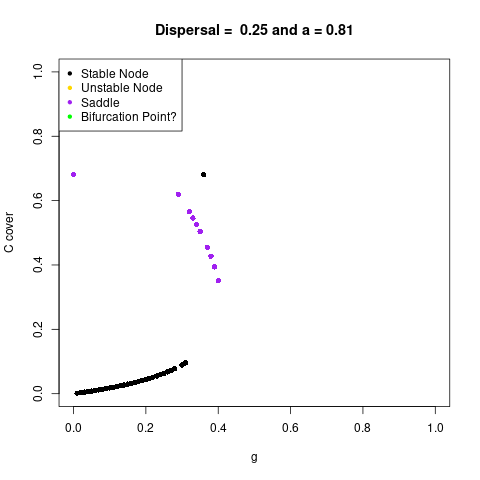 Dispersal =  0.25 and a = 0.81
Stable Node
Unstable Node
Saddle
Bifurcation Point?
C cover
1.0
0.8
0.6
0.4
0.2
0.0
0.0 0.2 0.4 0.6 0.8 1.0
g